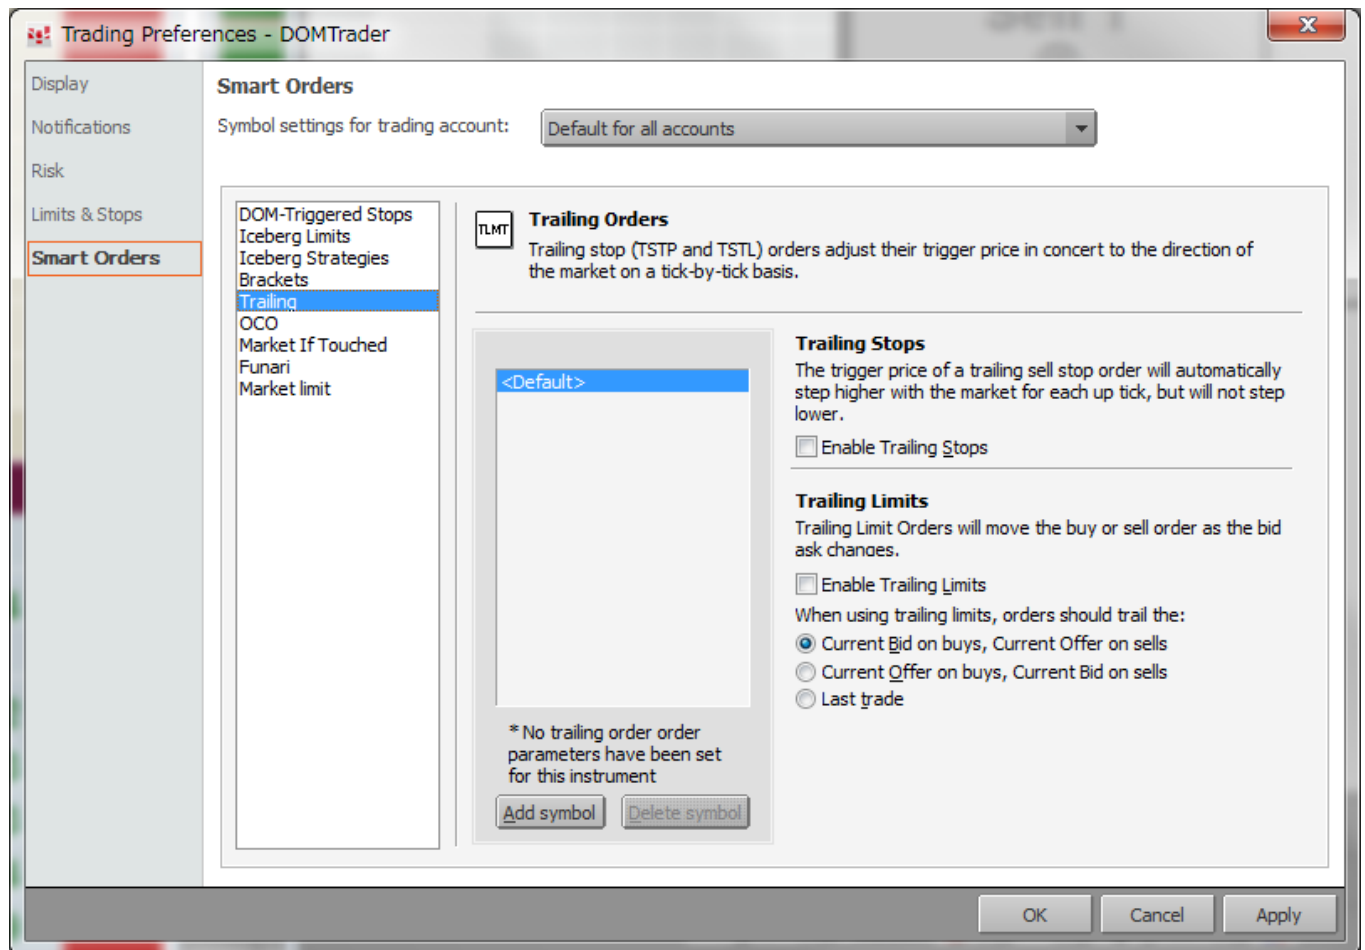 Trading Preferences - DOMTrader
Display
Notifications
Risk
Limits & Stops
Smart Orders
Smart Orders
Symbol settings for trading account:
Default for all accounts
DOM-Triggered Stops
Iceberg Limits
Iceberg Strategies
Brackets
Trailing
OCO
Market If Touched
Funari
Market limit
TLMT
Trailing Orders
Trailing stop (TSTP and TSTL) orders adjust their trigger price in concert to the direction of
the market on a tick-by-tick basis.
<Default>
* No trailing order order
parameters have been set
for this instrument
Add symbol
Delete symbol
Trailing Stops
The trigger price of a trailing sell stop order will automatically
step higher with the market for each up tick, but will not step
lower.
Enable Trailing Stops
Trailing Limits
Trailing Limit Orders will move the buy or sell order as the bid
ask changes.
Enable Trailing Limits
When using trailing limits, orders should trail the:
Current Bid on buys, Current Offer on sells
Current Offer on buys, Current Bid on sells
Last trade
OK
Cancel
Apply